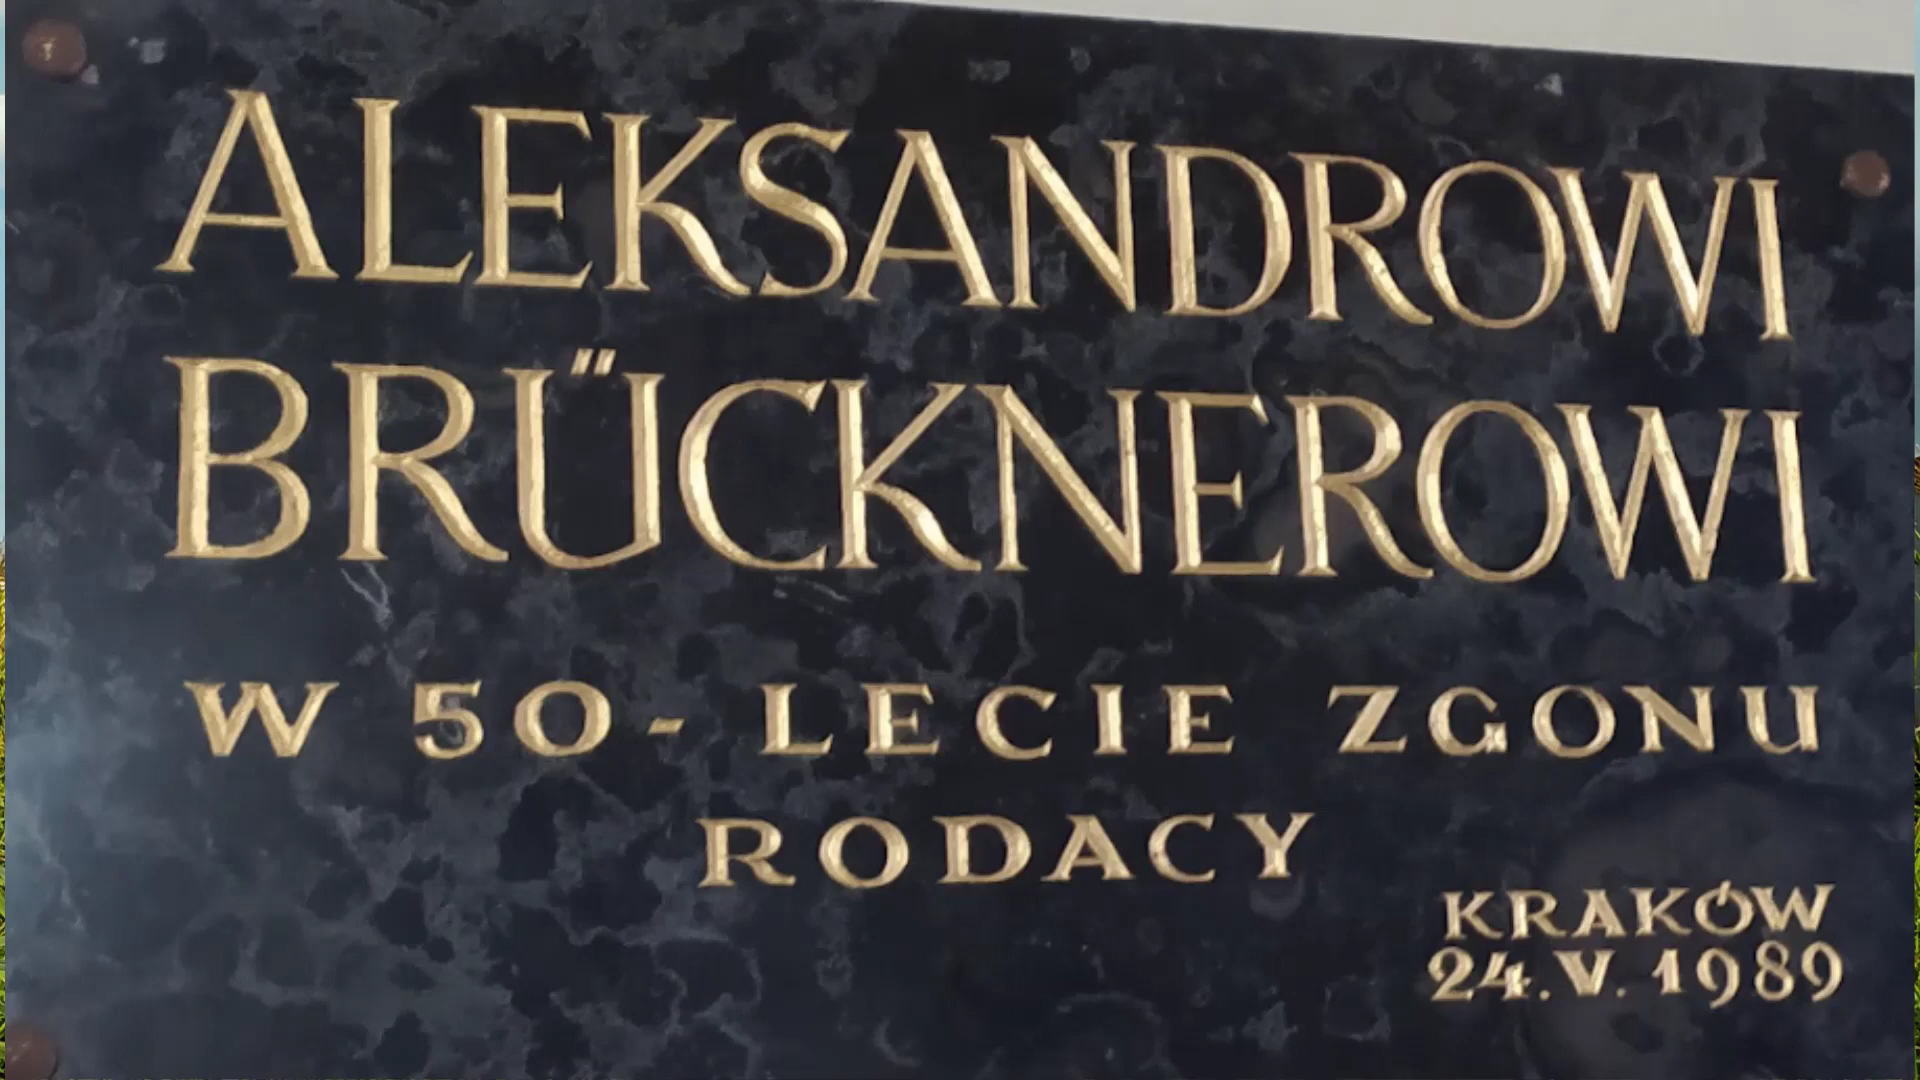 ALEKSANDROWI
BRÜCKNEROWI
W 50-LECIE ZGONU
RODACY
KRAKÓW
24.V.1989